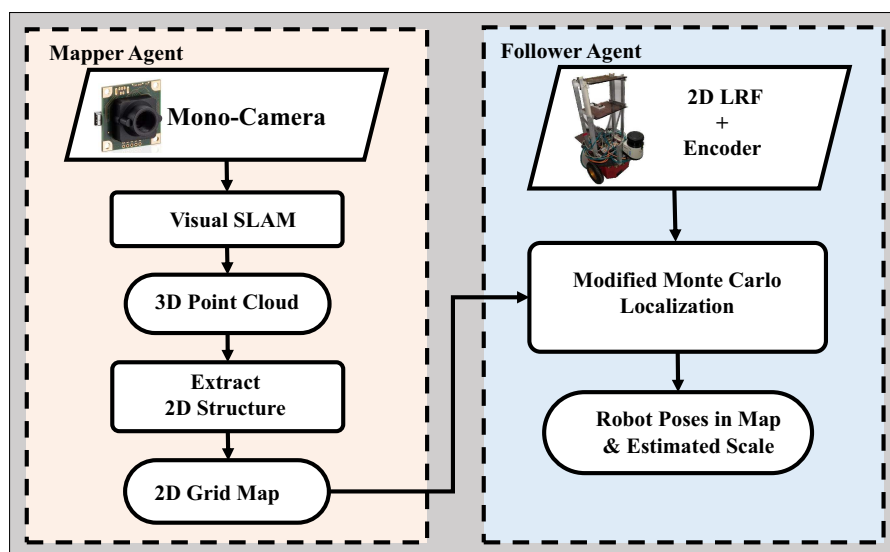 Mapper Agent
Mono-Camera
Visual SLAM
3D Point Cloud
Extract
2D Structure
2D Grid Map
Follower Agent
2D LRF
+
Encoder
Modified Monte Carlo
Localization
Robot Poses in Map
& Estimated Scale